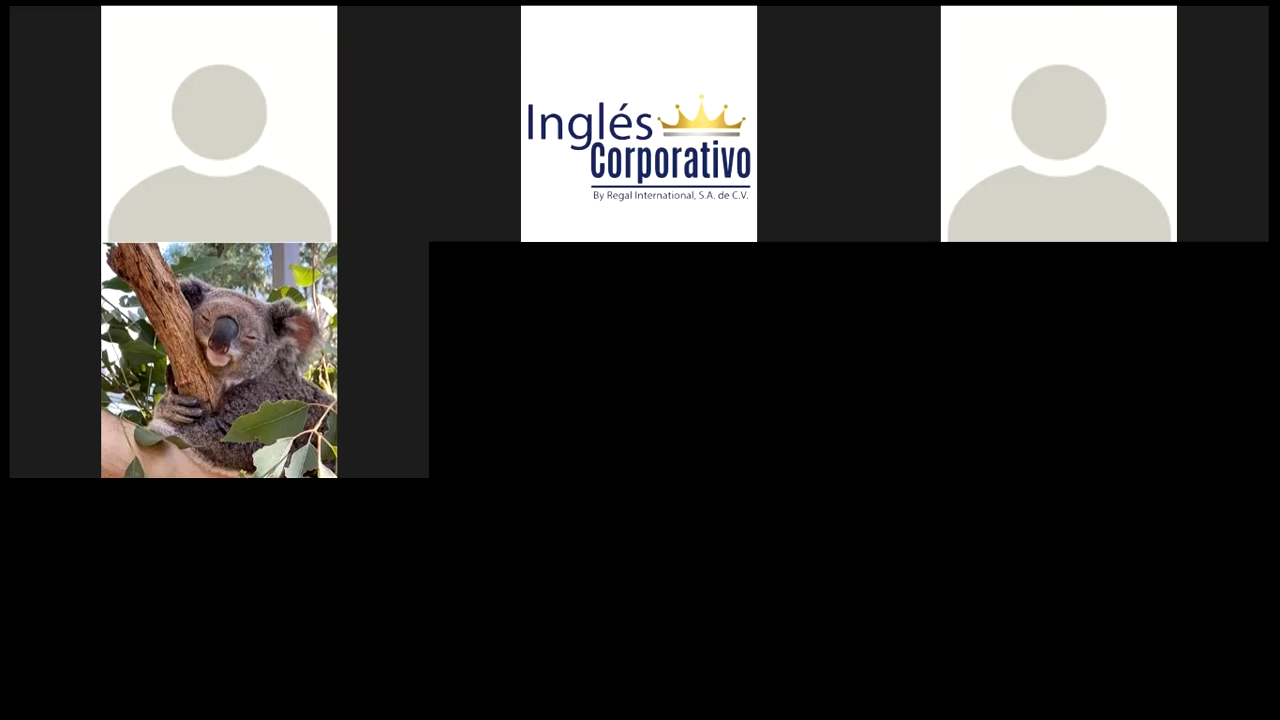 Inglés
Corporativo
By Regal International, S.A. de C.V.